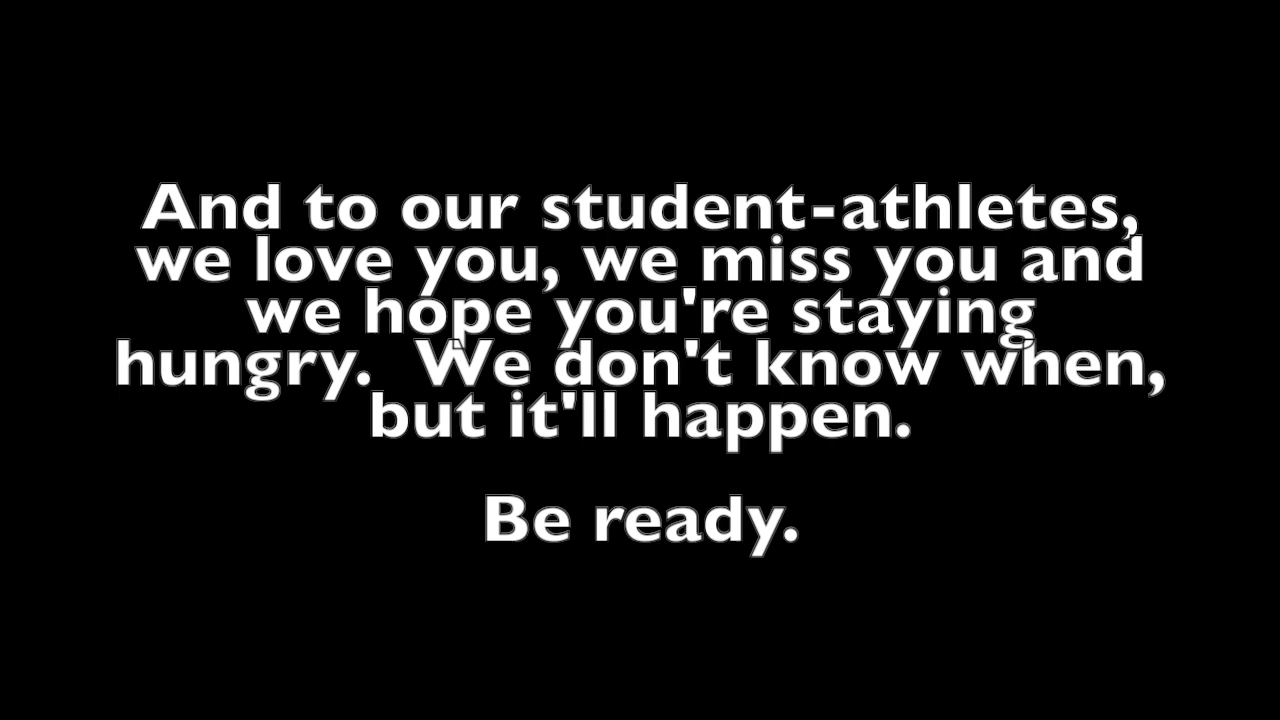 And to our student-athletes,
we love you, we miss you and
we hope you're staying
hungry.  We don't know when,
but it'll happen.
Be ready.